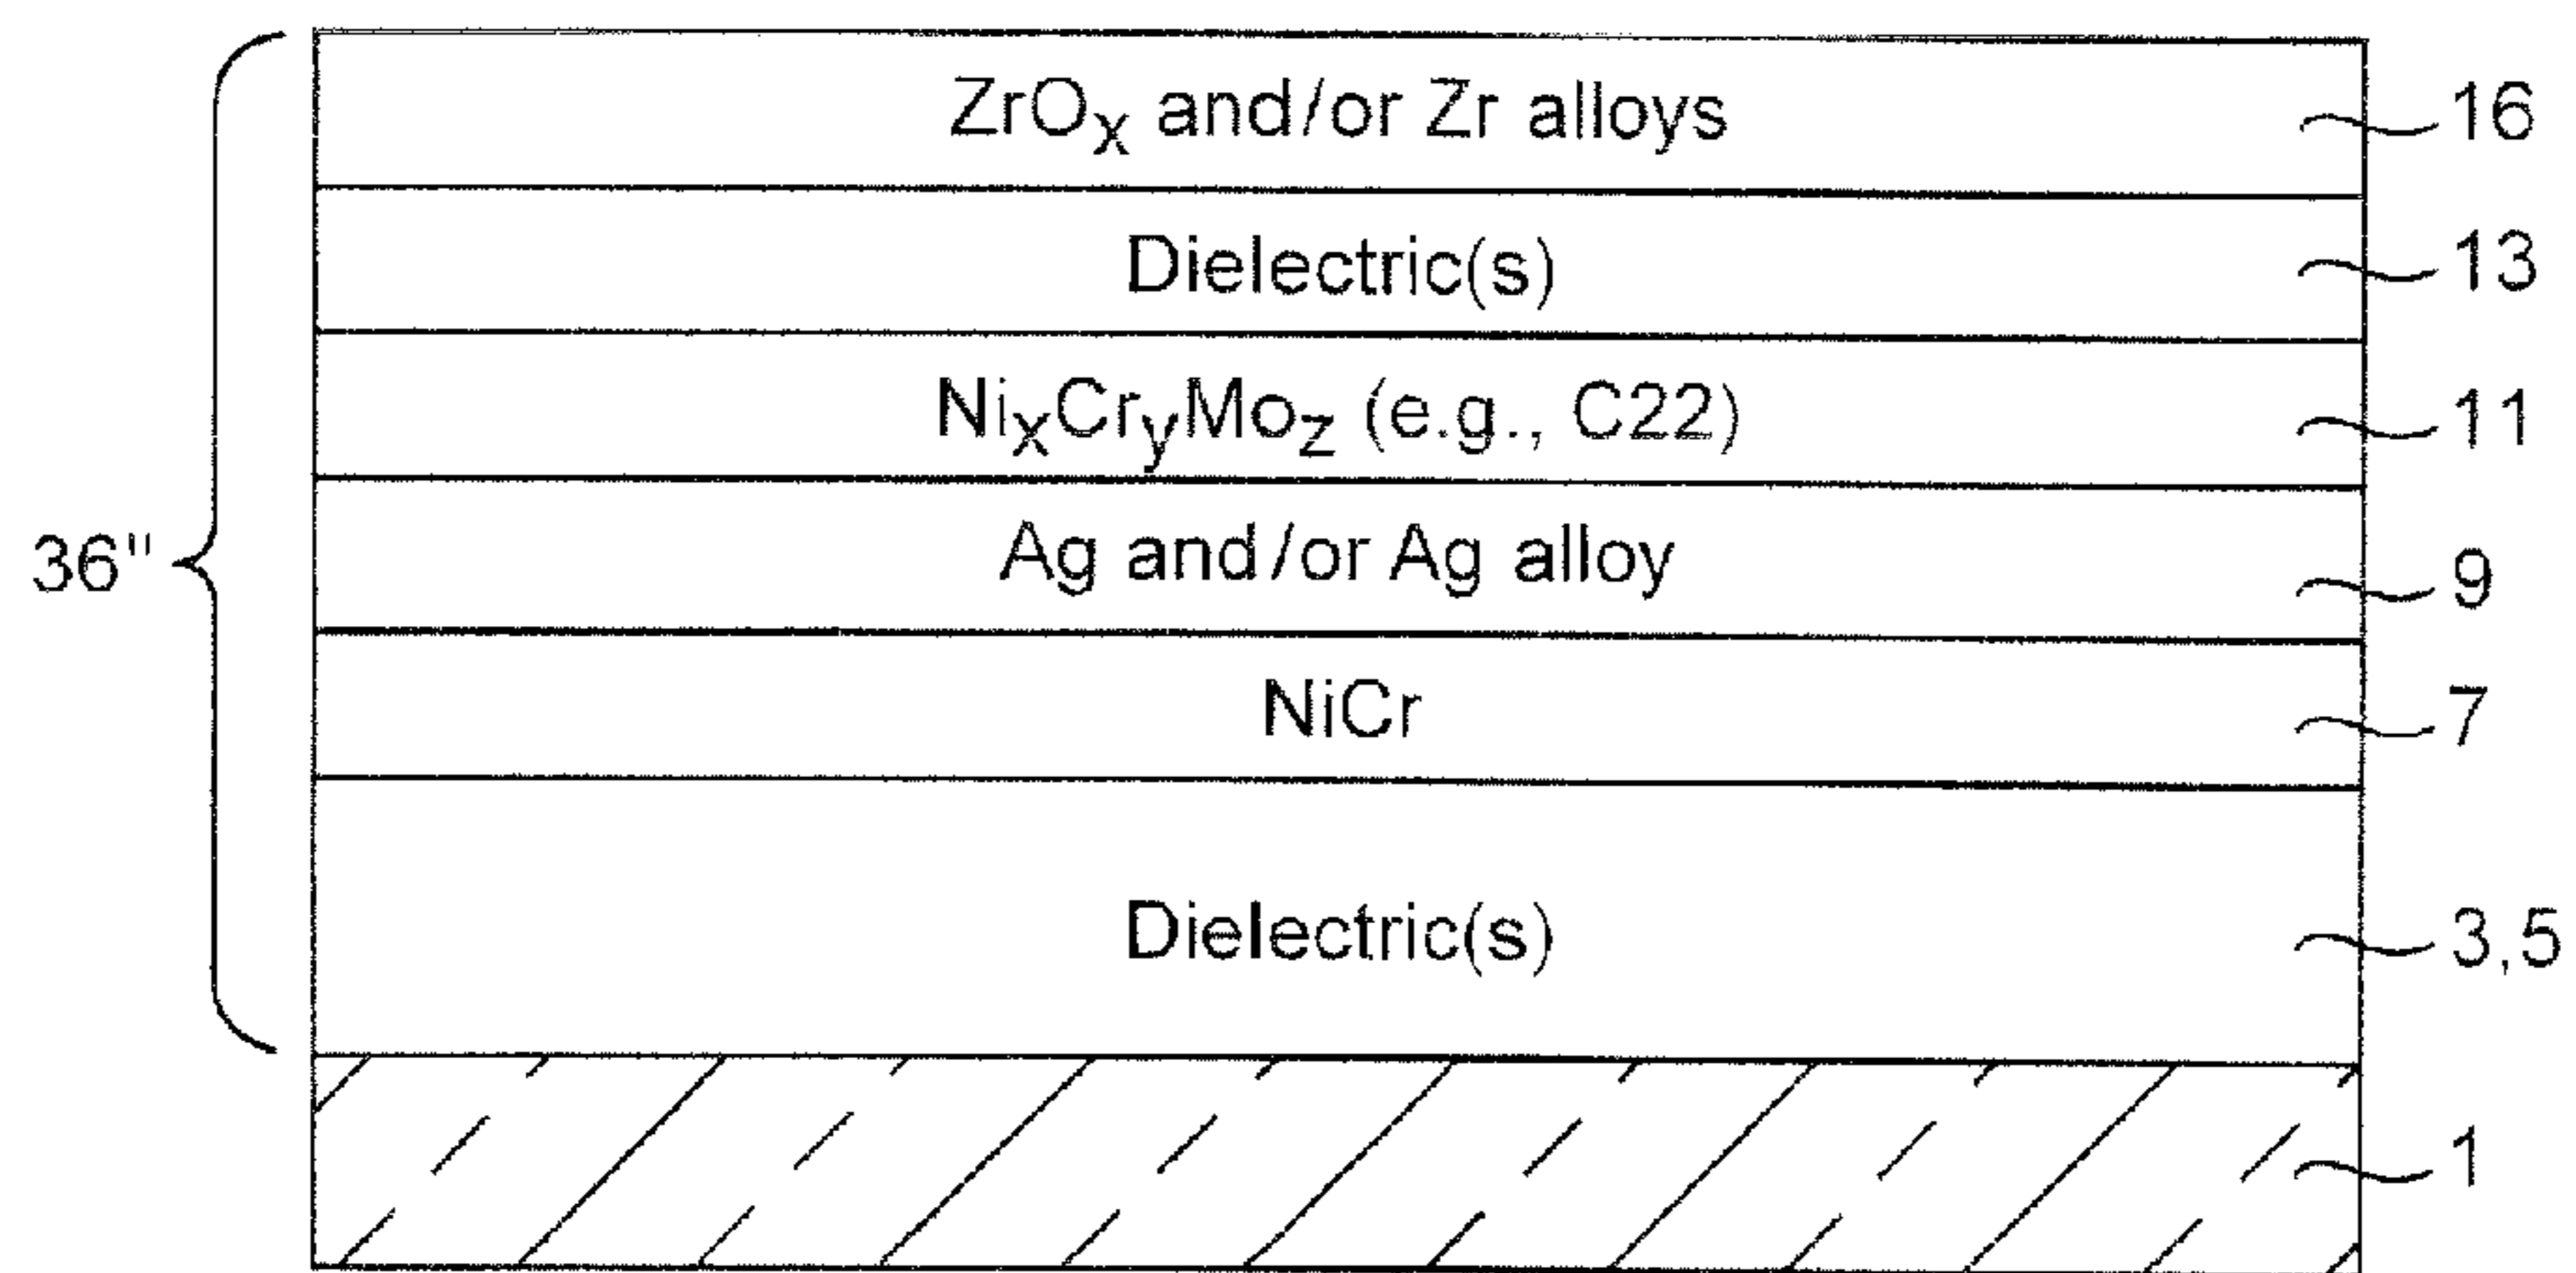 ZrOx and/or Zr alloys 16
Dielectric(s) 13
NixCryMoz (e.g., C22) 11
Ag and/or Ag alloy 9
36"
NiCr 7
Dielectric(s) 3,5
1